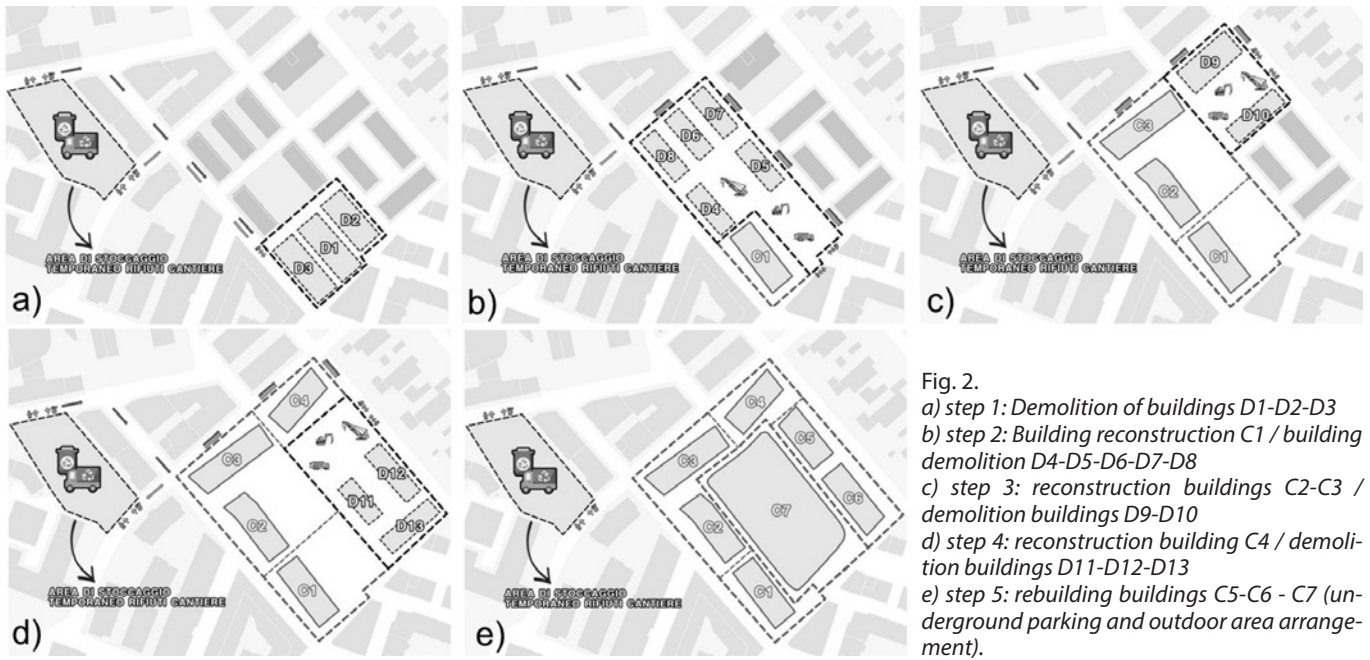 D2
D1
D3
AREA DI STOCCAGGIO
TEMPORANEO RIFIUTI CANTIERE
a)
D7
D6
D8
D5
D4
C1
AREA DI STOCCAGGIO
TEMPORANEO RIFIUTI CANTIERE
b)
D9
D10
C3
C2
C1
AREA DI STOCCAGGIO
TEMPORANEO RIFIUTI CANTIERE
c)
C4
C3
D12
D11
C2
D13
C1
AREA DI STOCCAGGIO
TEMPORANEO RIFIUTI CANTIERE
d)
C4
C5
C3
C6
C7
C2
C1
AREA DI STOCCAGGIO
TEMPORANEO RIFIUTI CANTIERE
e)
Fig. 2.
a) step 1: Demolition of buildings D1-D2-D3
b) step 2: Building reconstruction C1 / building
demolition D4-D5-D6-D7-D8
c) step 3: reconstruction buildings C2-C3 /
demolition buildings D9-D10
d) step 4: reconstruction building C4 / demoli-
tion buildings D11-D12-D13
e) step 5: rebuilding buildings C5-C6 - C7 (un-
derground parking and outdoor area arrange-
ment).